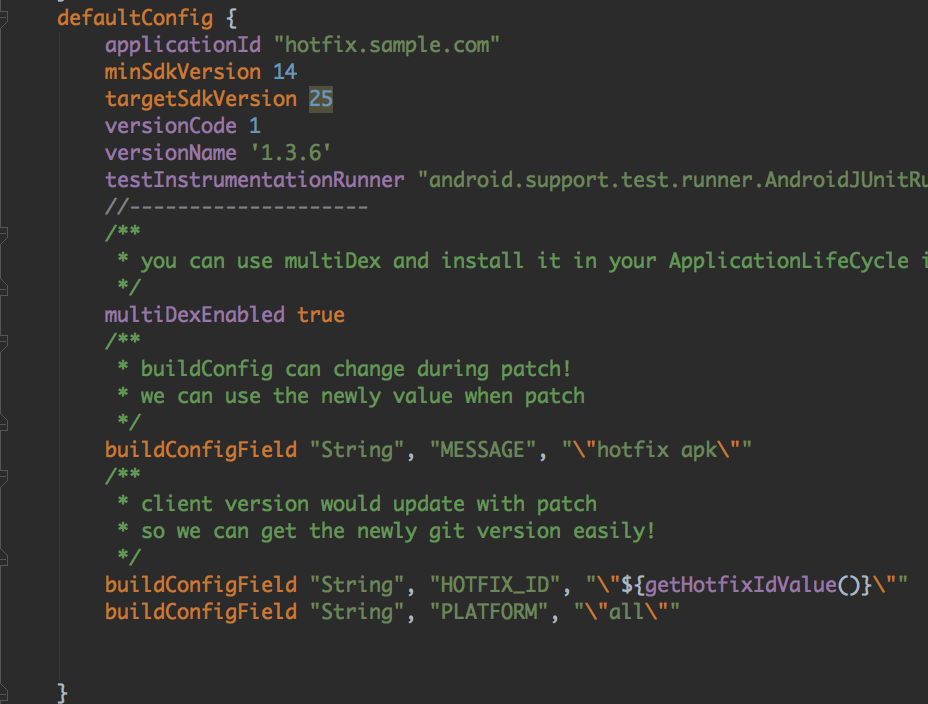 defaultConfig {
applicationId "hotfix.sample.com"
minSdkVersion 14
targetSdkVersion 25
versionCode 1
versionName '1.3.6'
testInstrumentationRunner "android.support.test.runner.AndroidJUnitRu
//--------------------
/**
* you can use multiDex and install it in your ApplicationLifeCycle i
*/
multiDexEnabled true
/**
* buildConfig can change during patch!
* we can use the newly value when patch
*/
buildConfigField "String", "MESSAGE", "\"hotfix apk\""
/**
* client version would update with patch
* so we can get the newly git version easily!
*/
buildConfigField "String", "HOTFIX_ID", "\"${getHotfixIdValue()}\""
buildConfigField "String", "PLATFORM", "\"all\""
}